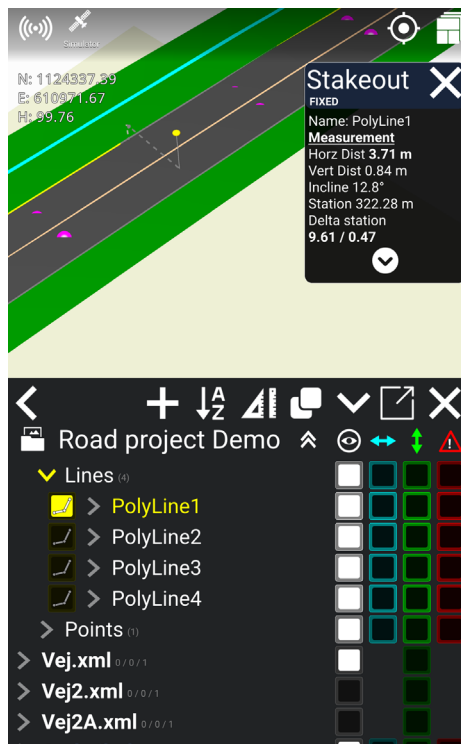 Simulator
N: 1124337.39
E: 610971.67
H: 99.76
Stakeout
FIXED
Name: PolyLine1
Measurement
Horz Dist 3.71 m
Vert Dist 0.84 m
Incline 12.8°
Station 322.28 m
Delta station
9.61 / 0.47
A
Z
Road project Demo
Lines (4)
PolyLine1
PolyLine2
PolyLine3
PolyLine4
Points (1)
Vej.xml 0 / 0 / 1
Vej2.xml 0 / 0 / 1
Vej2A.xml 0 / 0 / 1